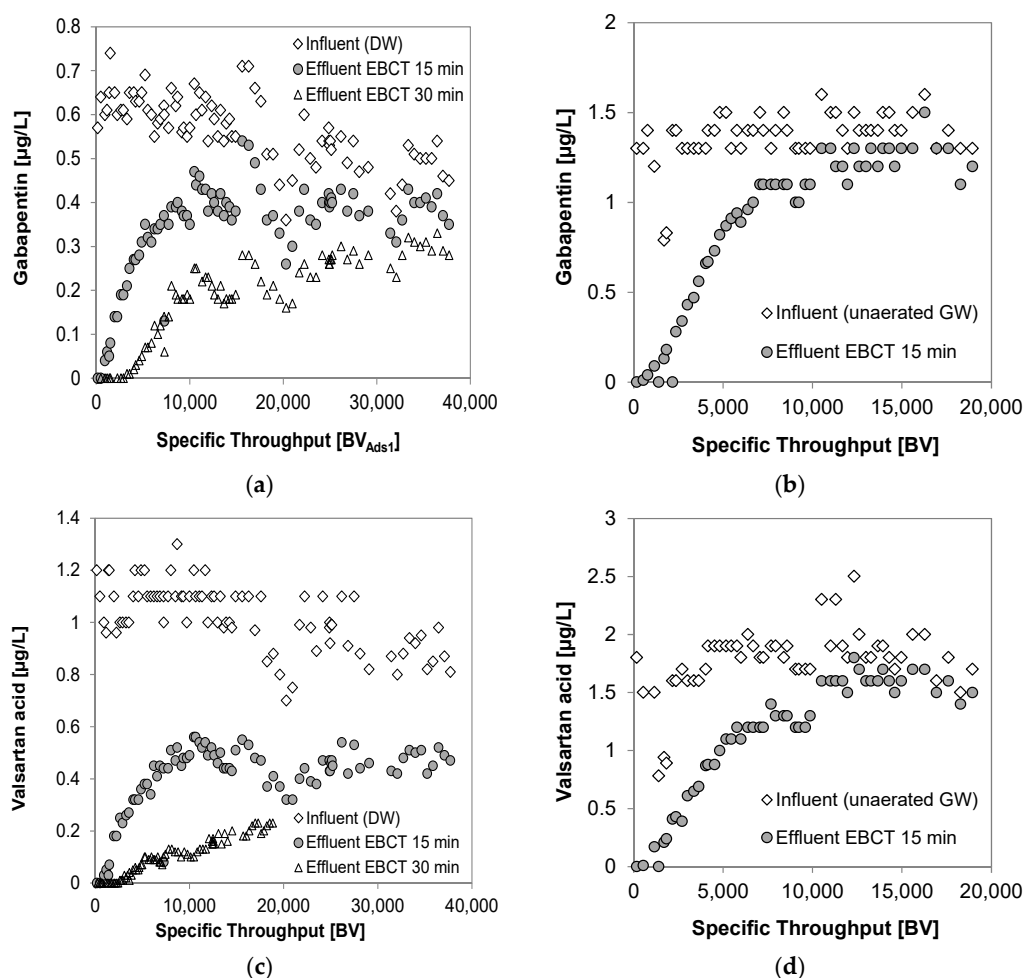 0.8
0.7
0.6
0.5
0.4
0.3
0.2
0.1
0
Gabapentin [µg/L]
Influent (DW)
Effluent EBCT 15 min
Effluent EBCT 30 min
0 10,000 20,000 30,000 40,000
Specific Throughput [BVAds1]
(a)
2
1.5
1
0.5
0
Gabapentin [µg/L]
Influent (unaerated GW)
Effluent EBCT 15 min
0 5,000 10,000 15,000 20,000
Specific Throughput [BV]
(b)
1.4
1.2
1
0.8
0.6
0.4
0.2
0
Valsartan acid [µg/L]
Influent (DW)
Effluent EBCT 15 min
Effluent EBCT 30 min
0 10,000 20,000 30,000 40,000
Specific Throughput [BV]
(c)
3
2.5
2
1.5
1
0.5
0
Valsartan acid [µg/L]
Influent (unaerated GW)
Effluent EBCT 15 min
0 5,000 10,000 15,000 20,000
Specific Throughput [BV]
(d)